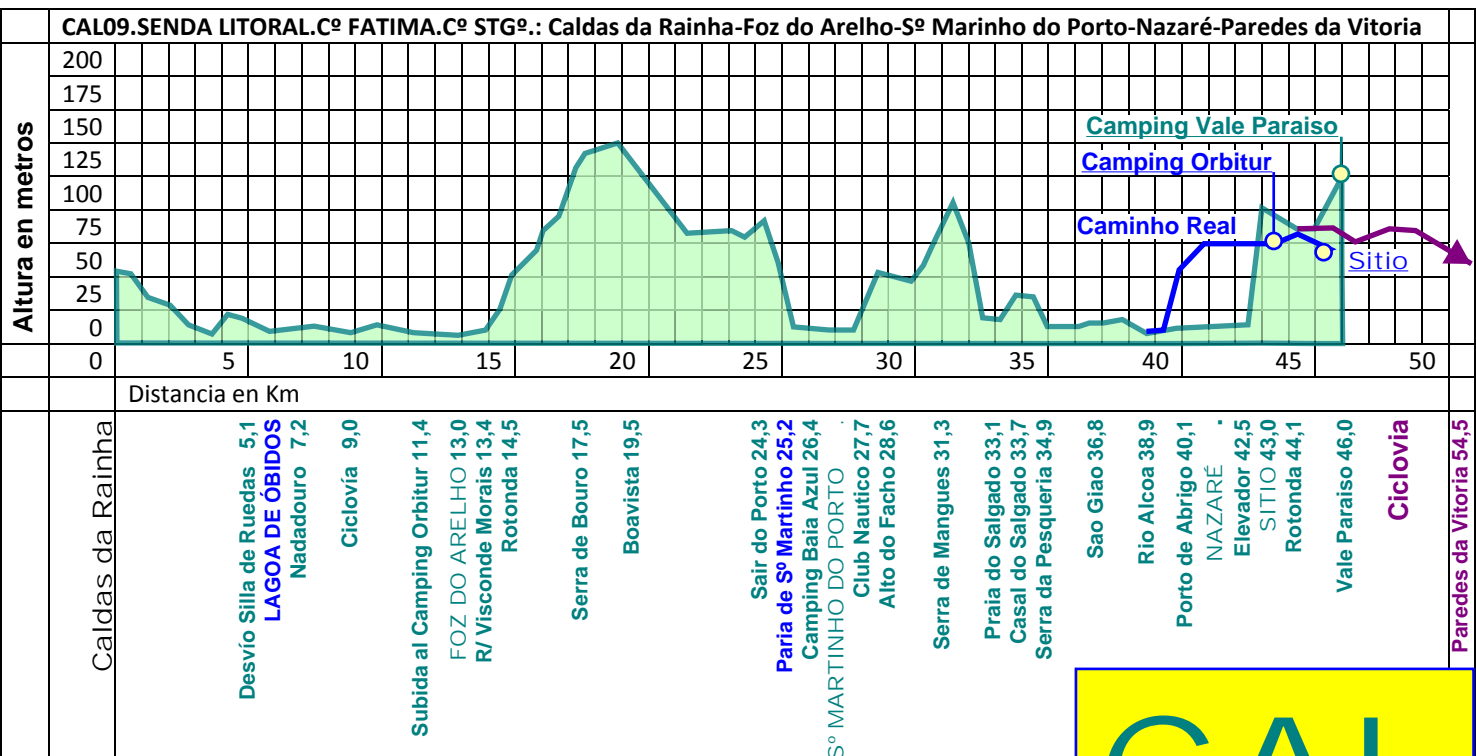 CAL09.SENDA LITORAL.Cº FATIMA.Cº STGº.: Caldas da Rainha-Foz do Arelho-Sº Marinho do Porto-Nazaré-Paredes da Vitoria
Altura en metros
200
175
150
125
100
75
50
25
0
Camping Vale Paraiso
Camping Orbitur
Caminho Real
Sitio
0 5 10 15 20 25 30 35 40 45 50
Distancia en Km
Caldas da Rainha
Desvío Silla de Ruedas 5,1
LAGOA DE ÓBIDOS
Nadadouro 7,2
Ciclovía 9,0
Subida al Camping Orbitur 11,4
FOZ DO ARELHO 13,0
R/ Visconde Morais 13,4
Rotonda 14,5
Serra de Bouro 17,5
Boavista 19,5
Sair do Porto 24,3
Paria de Sº Martinho 25,2
Camping Baia Azul 26,4
Sº MARTINHO DO PORTO .
Club Nautico 27,7
Alto do Facho 28,6
Serra de Mangues 31,3
Praia do Salgado 33,1
Casal do Salgado 33,7
Serra da Pesqueria 34,9
Sao Giao 36,8
Rio Alcoa 38,9
Porto de Abrigo 40,1
NAZARÉ .
Elevador 42,5
SITIO 43,0
Rotonda 44,1
Vale Paraiso 46,0
Ciclovia
Paredes da Vitoria 54,5
CAL